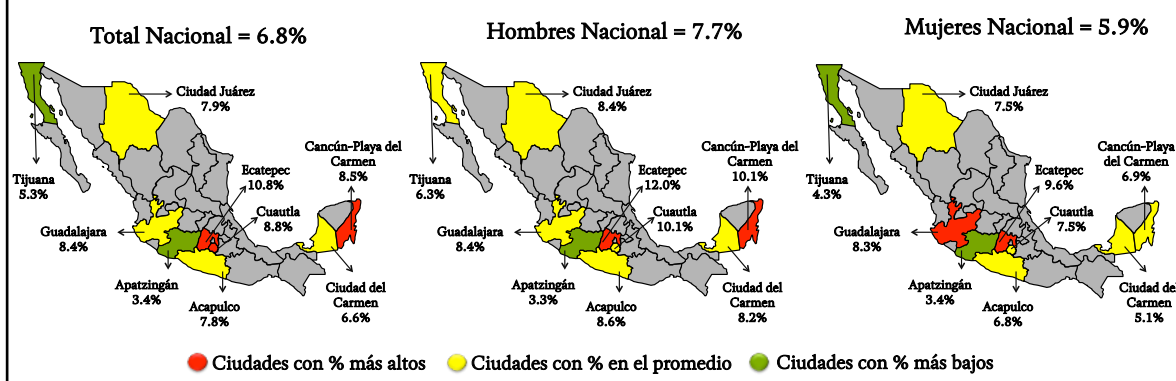 Total Nacional = 6.8%
Ciudad Juárez
7.9%
Cancún-Playa del
Carmen
8.5%
Ecatepec
10.8%
Tijuana
5.3%
Cuautla
8.8%
Guadalajara
8.4%
Apatzingán
3.4%
Acapulco
7.8%
Ciudad del
Carmen
6.6%
Hombres Nacional = 7.7%
Ciudad Juárez
8.4%
Cancún-Playa del
Carmen
10.1%
Ecatepec
12.0%
Tijuana
6.3%
Cuautla
10.1%
Guadalajara
8.4%
Apatzingán
3.3%
Acapulco
8.6%
Ciudad del
Carmen
8.2%
Mujeres Nacional = 5.9%
Ciudad Juárez
7.5%
Cancún-Playa
del Carmen
6.9%
Ecatepec
9.6%
Tijuana
4.3%
Cuautla
7.5%
Guadalajara
8.3%
Apatzingán
3.4%
Acapulco
6.8%
Ciudad del
Carmen
5.1%
Ciudades con % más altos
Ciudades con % en el promedio
Ciudades con % más bajos